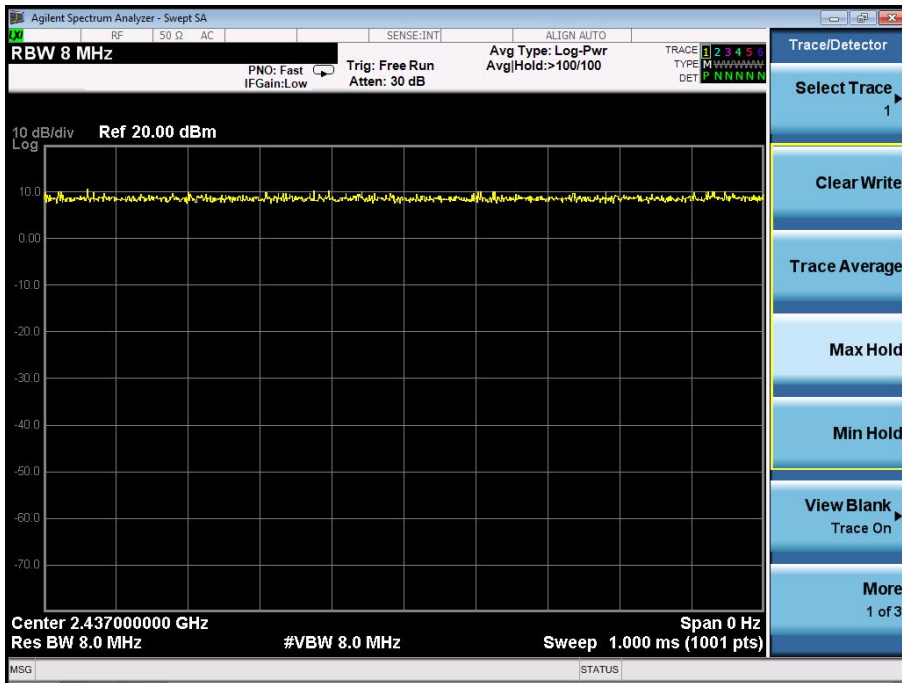 Agilent Spectrum Analyzer - Swept SA
LXI RF 50 Ω AC SENSE:INT ALIGN AUTO
RBW 8 MHz
PNO: Fast
IFGain:Low
Trig: Free Run
Atten: 30 dB
Avg Type: Log-Pwr
Avg|Hold:>100/100
TRACE 1 2 3 4 5 6
TYPE M WWWWW
DET P N N N N N
10 dB/div Ref 20.00 dBm
Log
10.0
0.00
-10.0
-20.0
-30.0
-40.0
-50.0
-60.0
-70.0
Center 2.437000000 GHz Span 0 Hz
Res BW 8.0 MHz #VBW 8.0 MHz Sweep 1.000 ms (1001 pts)
MSG STATUS
Trace/Detector
Select Trace
1
Clear Write
Trace Average
Max Hold
Min Hold
View Blank
Trace On
More
1 of 3